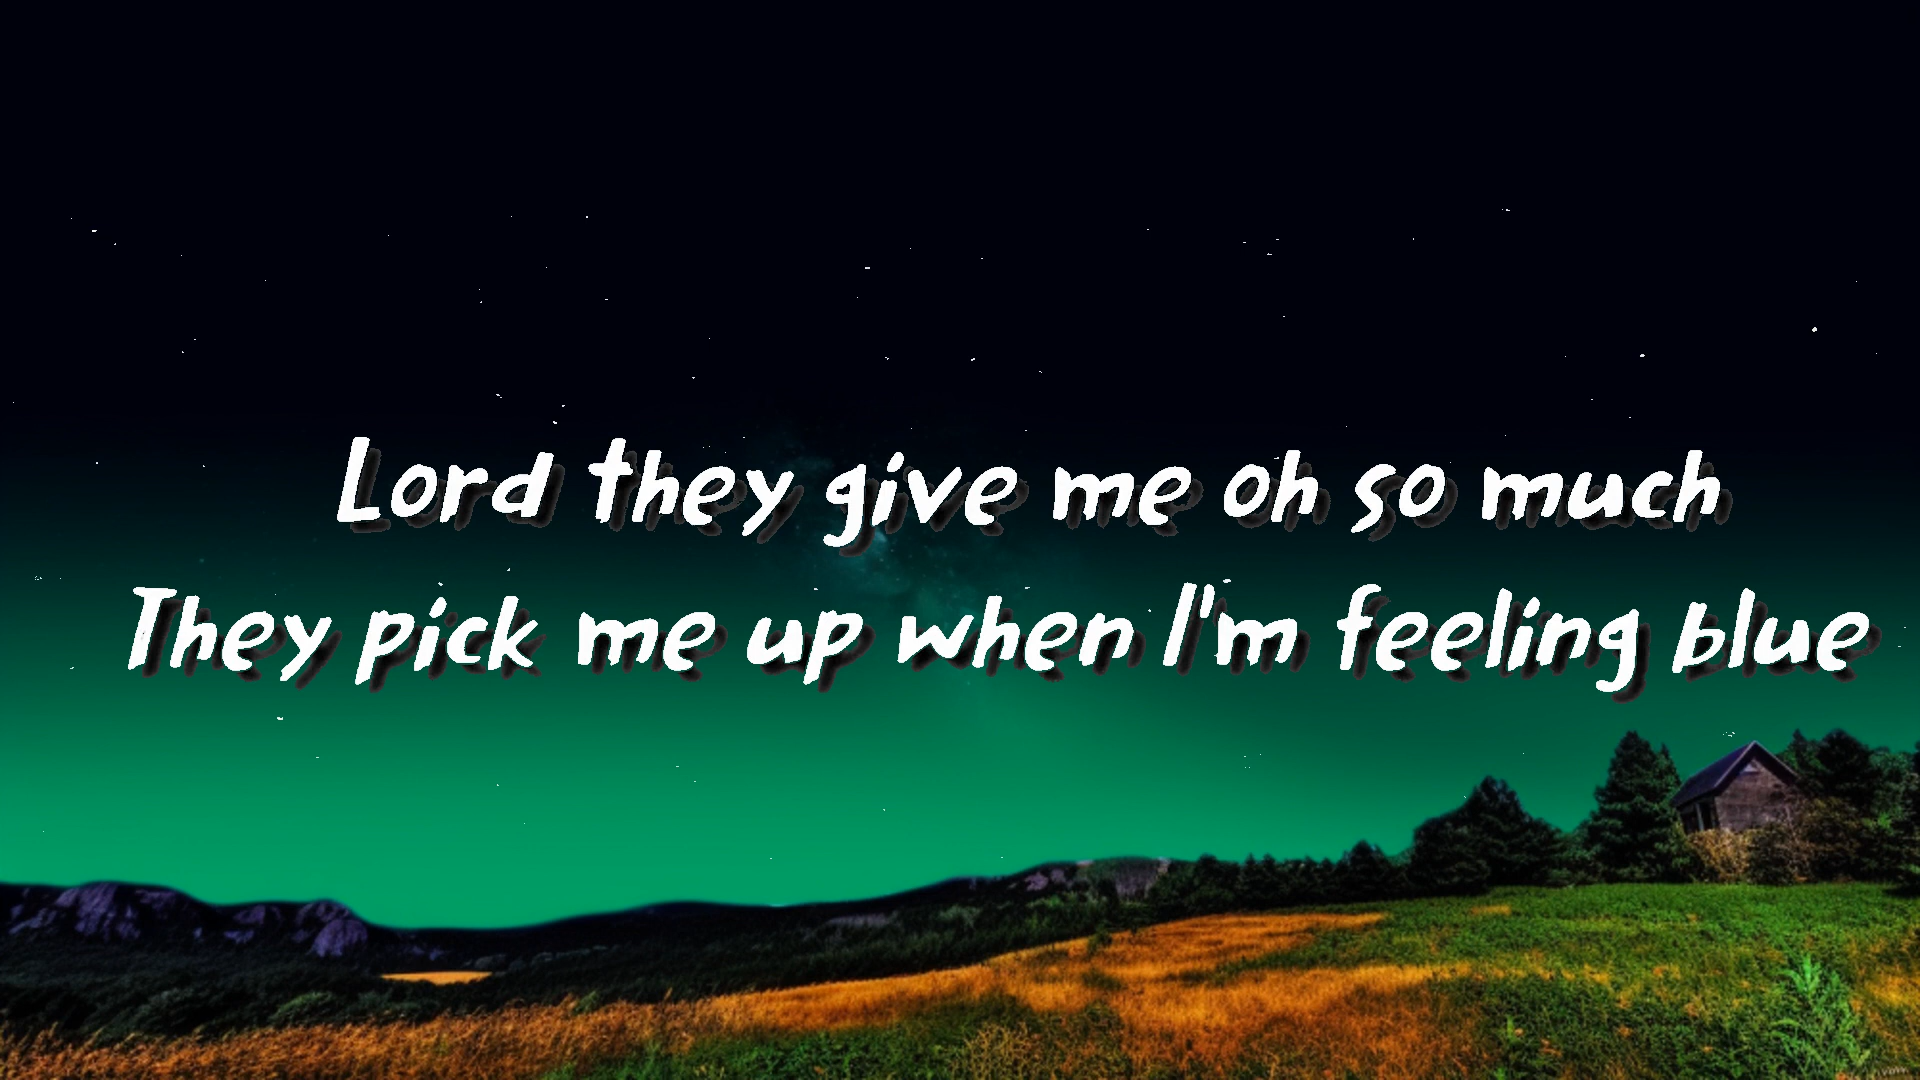 Lord they give me oh so much
They pick me up when I'm feeling blue